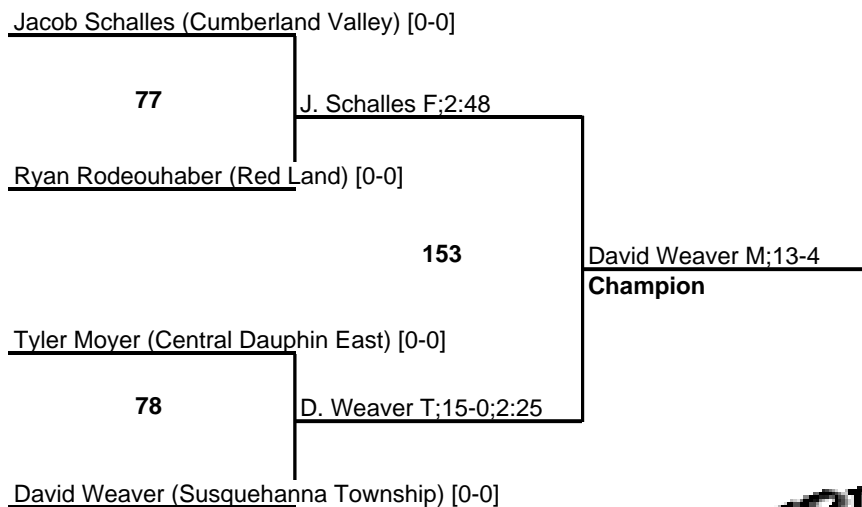 Jacob Schalles (Cumberland Valley) [0-0]
77
J. Schalles F;2:48
Ryan Rodeouhaber (Red Land) [0-0]
153
David Weaver M;13-4
Champion
Tyler Moyer (Central Dauphin East) [0-0]
78
D. Weaver T;15-0;2:25
David Weaver (Susquehanna Township) [0-0]